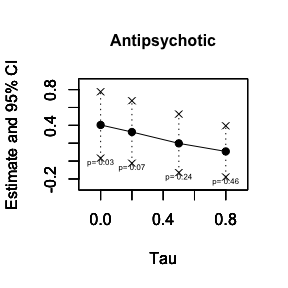 Antipsychotic
Estimate and 95% CI
0.8
0.4
-0.2
p= 0.03
p= 0.07
p= 0.24
p= 0.46
0.0
0.4
0.8
Tau